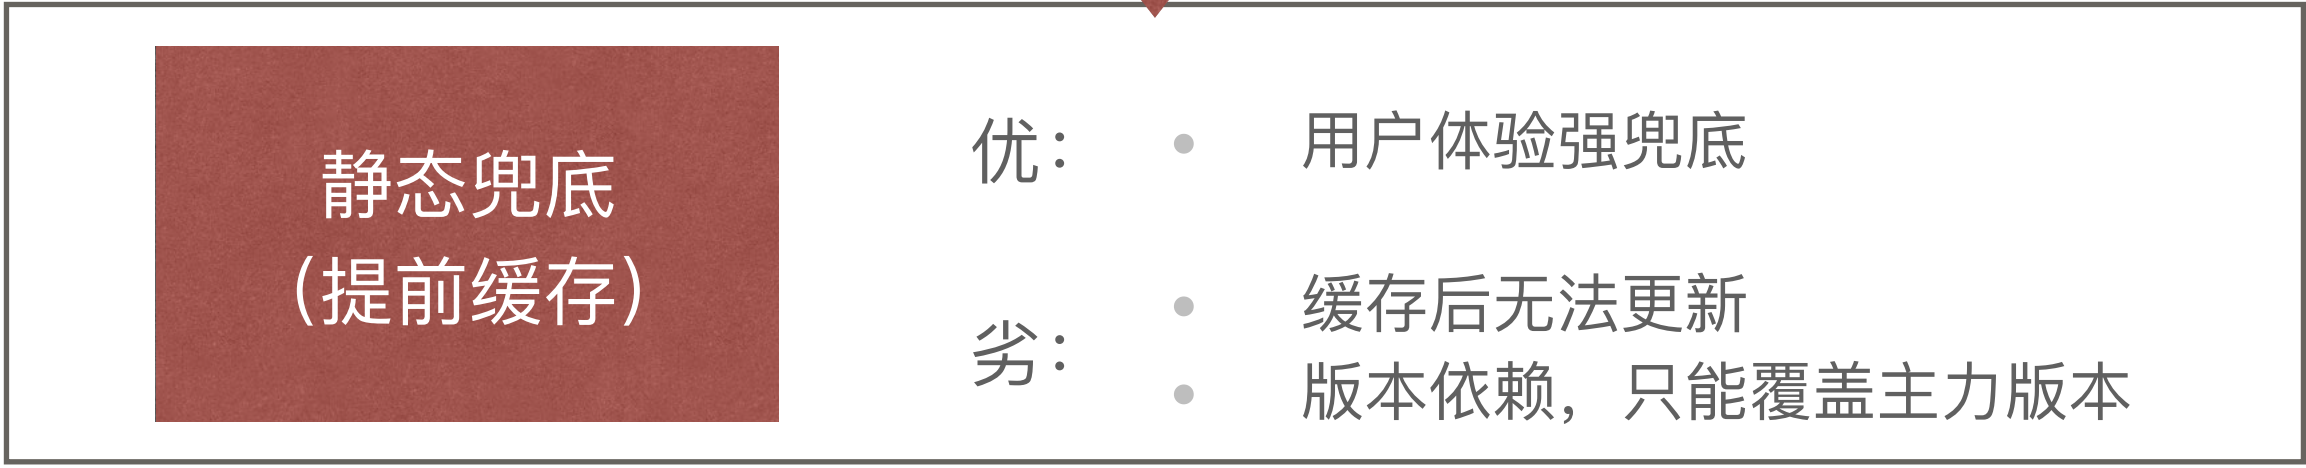 静态兜底
（提前缓存）
优：
用户体验强兜底
劣：
缓存后无法更新
版本依赖，只能覆盖主力版本